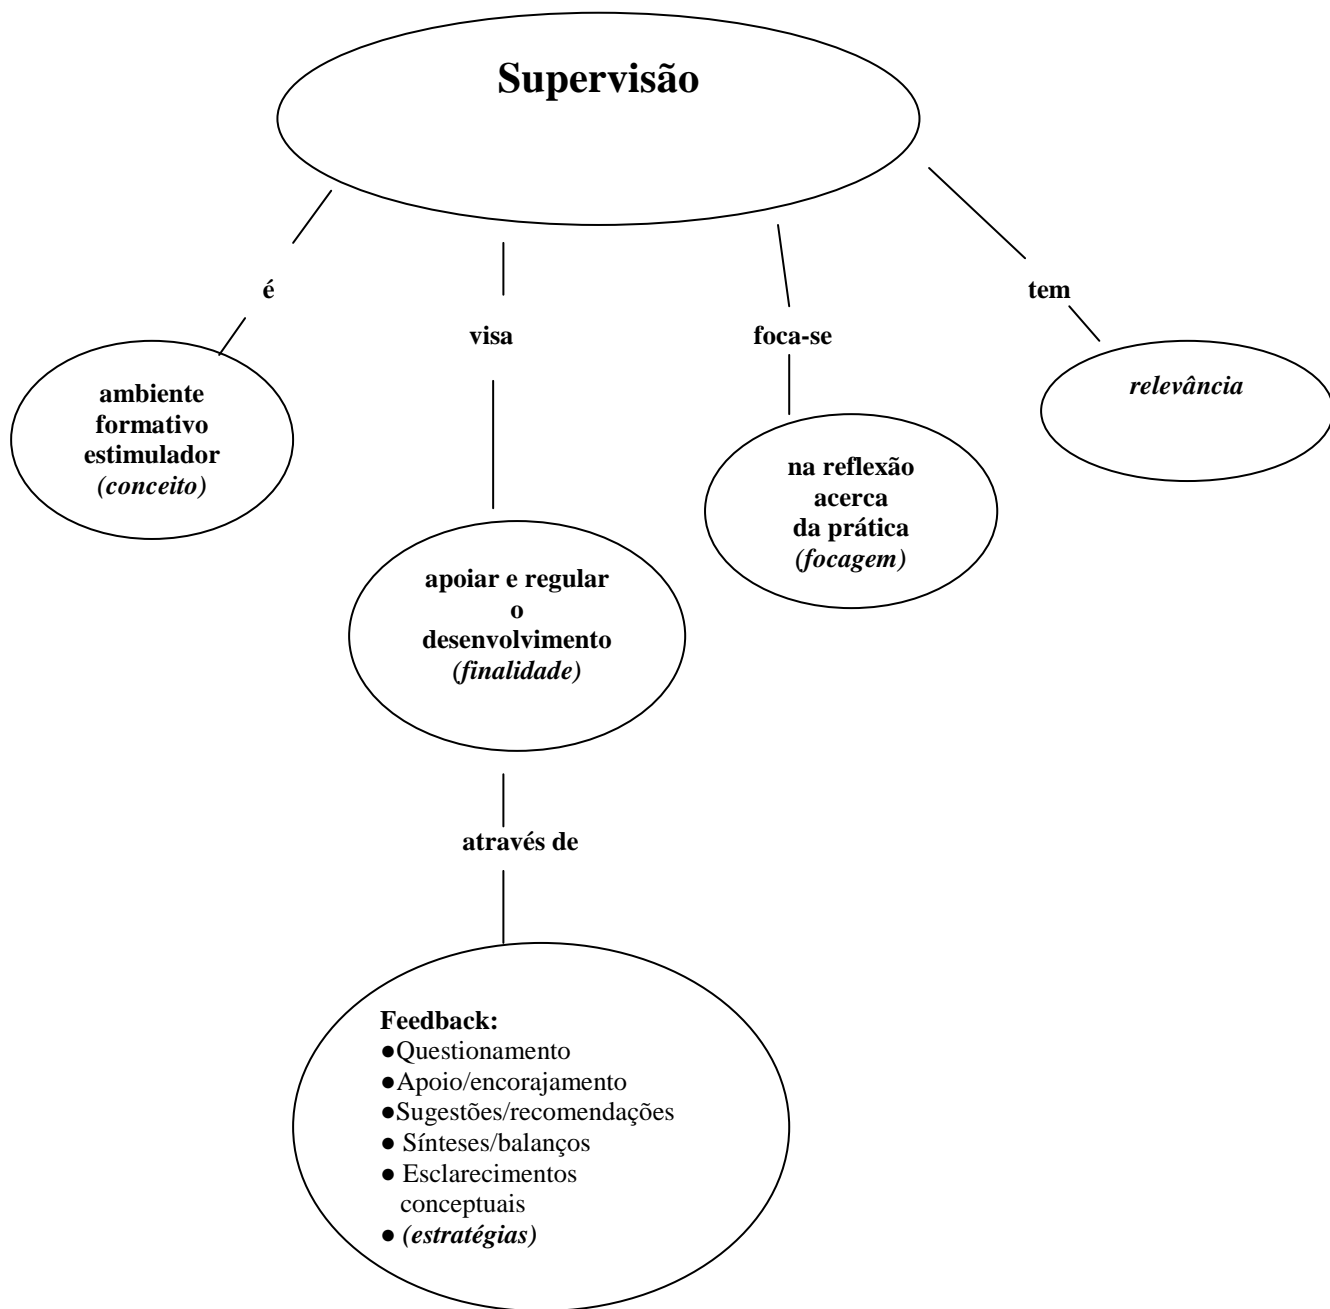 Supervisão
é
tem
visa
foca-se
ambiente
formativo
estimulador
(conceito)
relevância
na reflexão
acerca
da prática
(focagem)
apoiar e regular
o
desenvolvimento
(finalidade)
através de
Feedback:
●Questionamento
●Apoio/encorajamento
●Sugestões/recomendações
● Sínteses/balanços
● Esclarecimentos
conceptuais
● (estratégias)